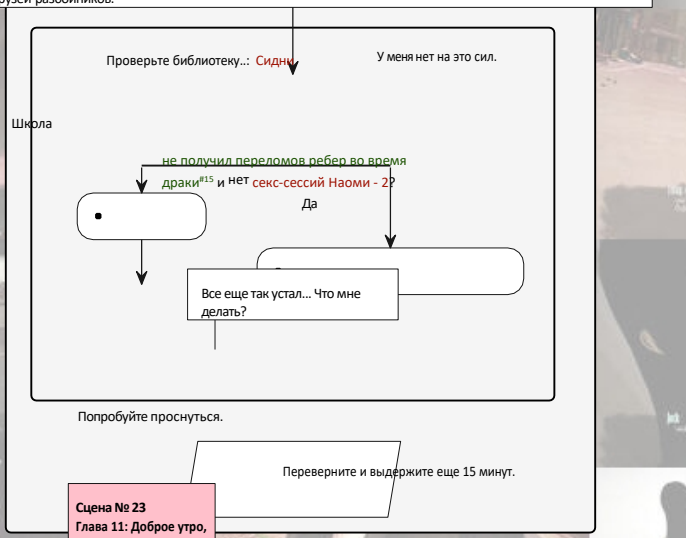 разбойников.
Проверьте библиотеку..: Сидни
У меня нет на это сил.
Школа
не получил переломов ребер во время
драки#15 и нет секс-сессий Наоми - 2?
Да
Все еще так устал... Что мне
делать?
Попробуйте проснуться.
Переверните и выдержите еще 15 минут.
Сцена № 23
Глава 11: Доброе утро,